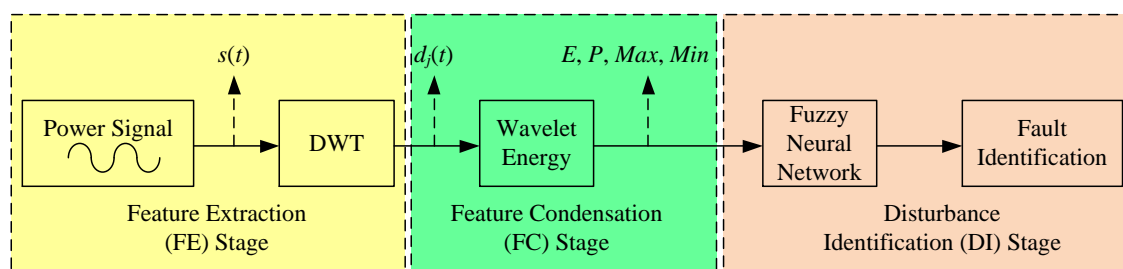 s(t)
d_j(t)
E, P, Max, Min
Power Signal
DWT
Wavelet
Energy
Fuzzy
Neural
Network
Fault
Identification
Feature Extraction
(FE) Stage
Feature Condensation
(FC) Stage
Disturbance
Identification (DI) Stage